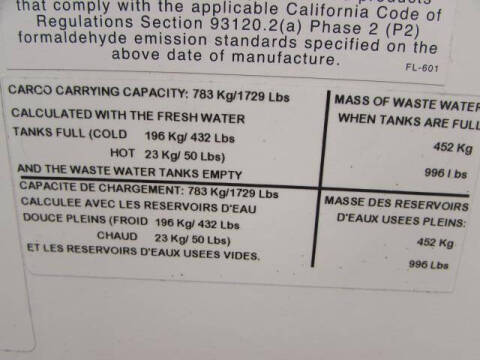 that comply with the applicable California Code of
Regulations Section 93120.2(a) Phase 2 (P2)
formaldehyde emission standards specified on the
above date of manufacture.
FL-601
CARCO CARRYING CAPACITY: 783 Kg/1729 Lbs
CALCULATED WITH THE FRESH WATER
TANKS FULL (COLD 196 Kg/ 432 Lbs
HOT 23 Kg/ 50 Lbs)
AND THE WASTE WATER TANKS EMPTY
MASS OF WASTE WATER
WHEN TANKS ARE FULL
452 Kg
996 lbs
CAPACITE DE CHARGEMENT: 783 Kg/1729 Lbs
CALCULEE AVEC LES RESERVOIRS D'EAU
DOUCE PLEINS (FROID 196 Kg/ 432 Lbs
CHAUD 23 Kg/ 50 Lbs)
ET LES RESERVOIRS D'EAUX USEES VIDES.
MASSE DES RESERVOIRS
D'EAUX USEES PLEINS:
452 Kg
996 Lbs